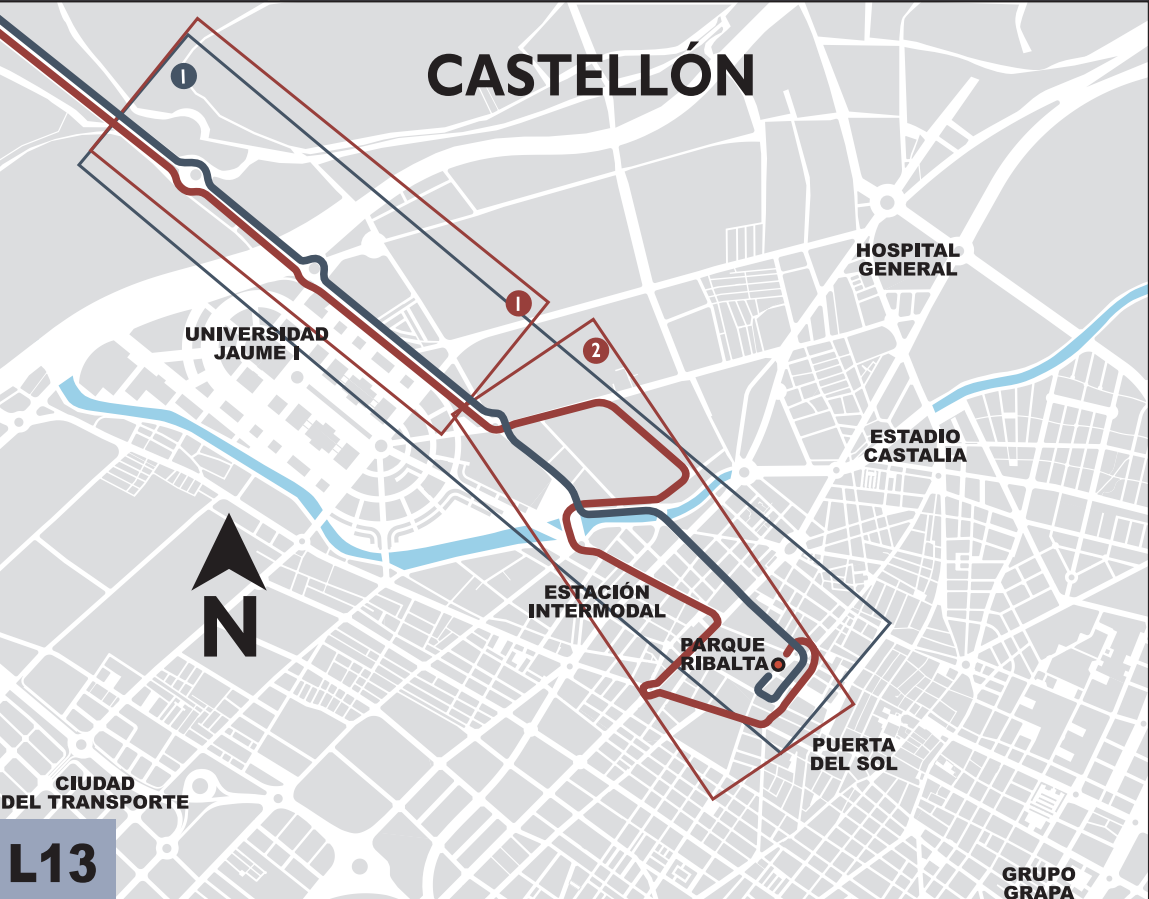 CASTELLÓN
1
HOSPITAL
GENERAL
1
UNIVERSIDAD
JAUME I
2
ESTADIO
CASTALIA
N
ESTACIÓN
INTERMODAL
PARQUE
RIBALTA
PUERTA
DEL SOL
CIUDAD
DEL TRANSPORTE
L13
GRUPO
GRAPA